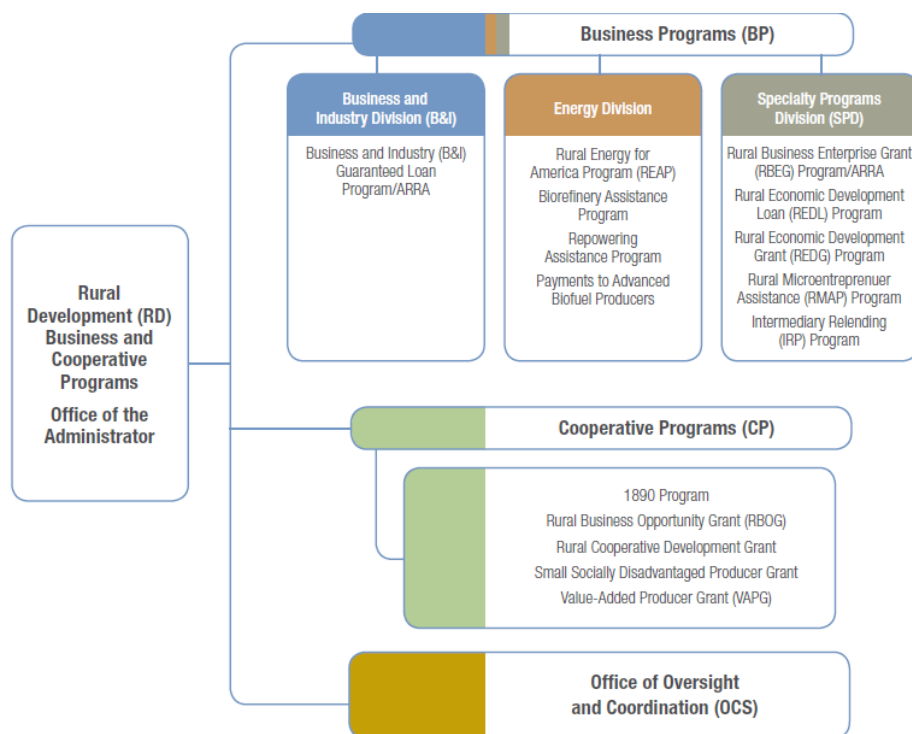 Business Programs (BP)
Business and
Industry Division (B&I)
Business and Industry (B&I)
Guaranteed Loan
Program/ARRA
Energy Division
Rural Energy for
America Program (REAP)
Biorefinery Assistance
Program
Repowering
Assistance Program
Payments to Advanced
Biofuel Producers
Specialty Programs
Division (SPD)
Rural Business Enterprise Grant
(RBEG) Program/ARRA
Rural Economic Development
Loan (REDL) Program
Rural Economic Development
Grant (REDG) Program
Rural Microentreprenuer
Assistance (RMAP) Program
Intermediary Relending
(IRP) Program
Rural
Development (RD)
Business and
Cooperative
Programs
Office of the
Administrator
Cooperative Programs (CP)
1890 Program
Rural Business Opportunity Grant (RBOG)
Rural Cooperative Development Grant
Small Socially Disadvantaged Producer Grant
Value-Added Producer Grant (VAPG)
Office of Oversight
and Coordination (OCS)